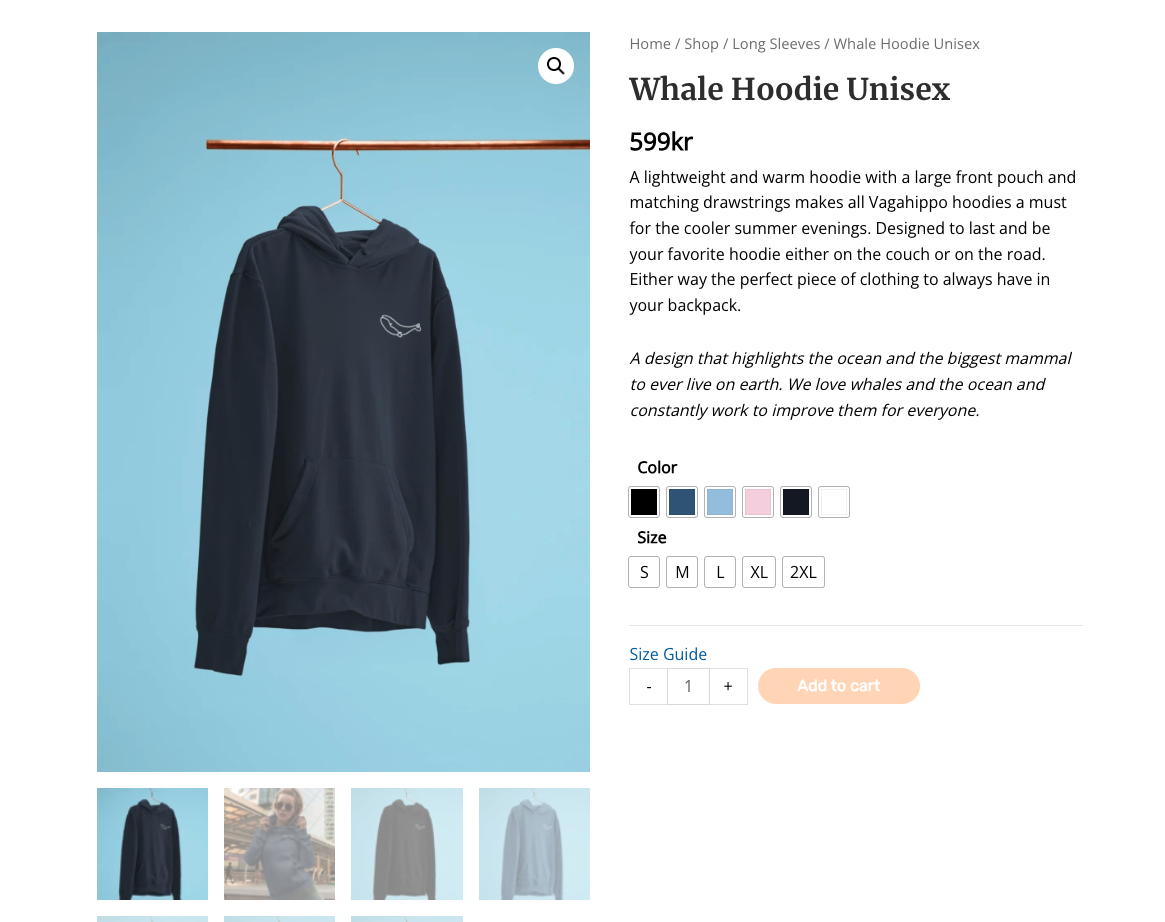 Home / Shop / Long Sleeves / Whale Hoodie Unisex
Whale Hoodie Unisex
599kr
A lightweight and warm hoodie with a large front pouch and
matching drawstrings makes all Vagahippo hoodies a must
for the cooler summer evenings. Designed to last and be
your favorite hoodie either on the couch or on the road.
Either way the perfect piece of clothing to always have in
your backpack.
A design that highlights the ocean and the biggest mammal
to ever live on earth. We love whales and the ocean and
constantly work to improve them for everyone.
Color
Size
S M L XL 2XL
Size Guide
- 1 + Add to cart